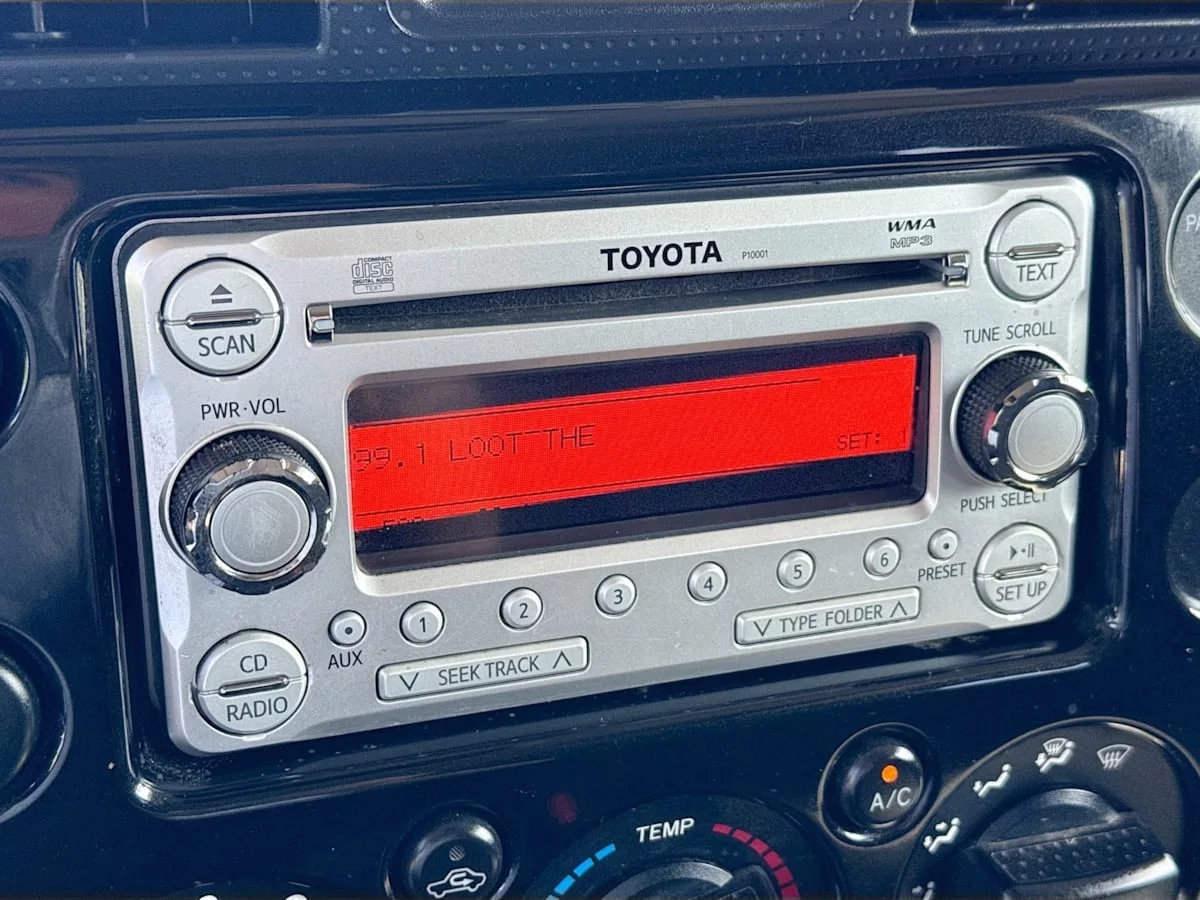 COMPACT
disc
DIGITAL AUDIO
TEXT
TOYOTA
P10001
WMA
MP3
TEXT
SCAN
TUNE SCROLL
PWR·VOL
99.1 LOOT
THE
SET: 1
PUSH SELECT
1
2
3
4
5
6
PRESET
SET UP
AUX
SEEK TRACK
TYPE FOLDER
CD
RADIO
A/C
TEMP